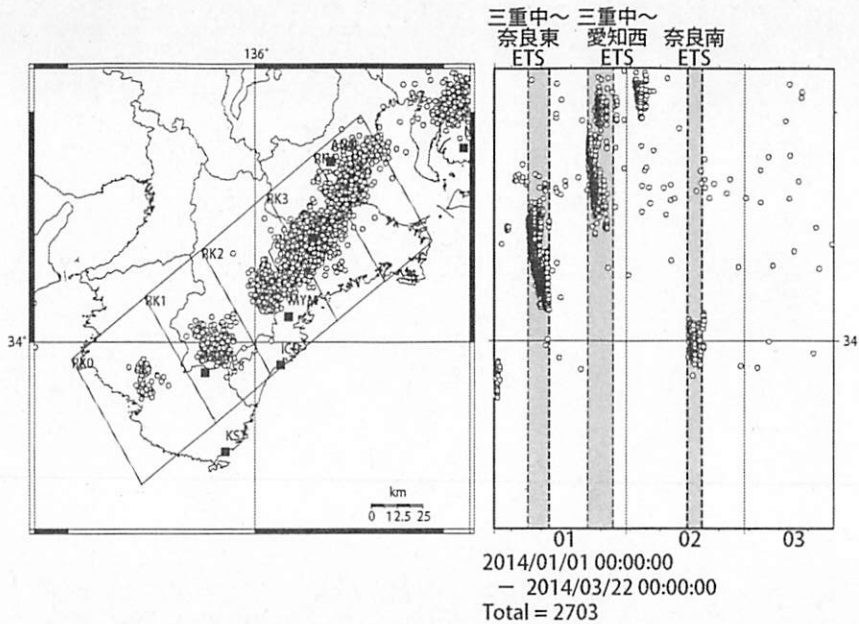 三重中～ 三重中～
奈良東 愛知西 奈良南
ETS ETS ETS
136°
RK3
RK2
RK1
RK0
MYM
34°
34
km
0 12.5 25
01 02 03
2014/01/01 00:00:00
－ 2014/03/22 00:00:00
Total = 2703